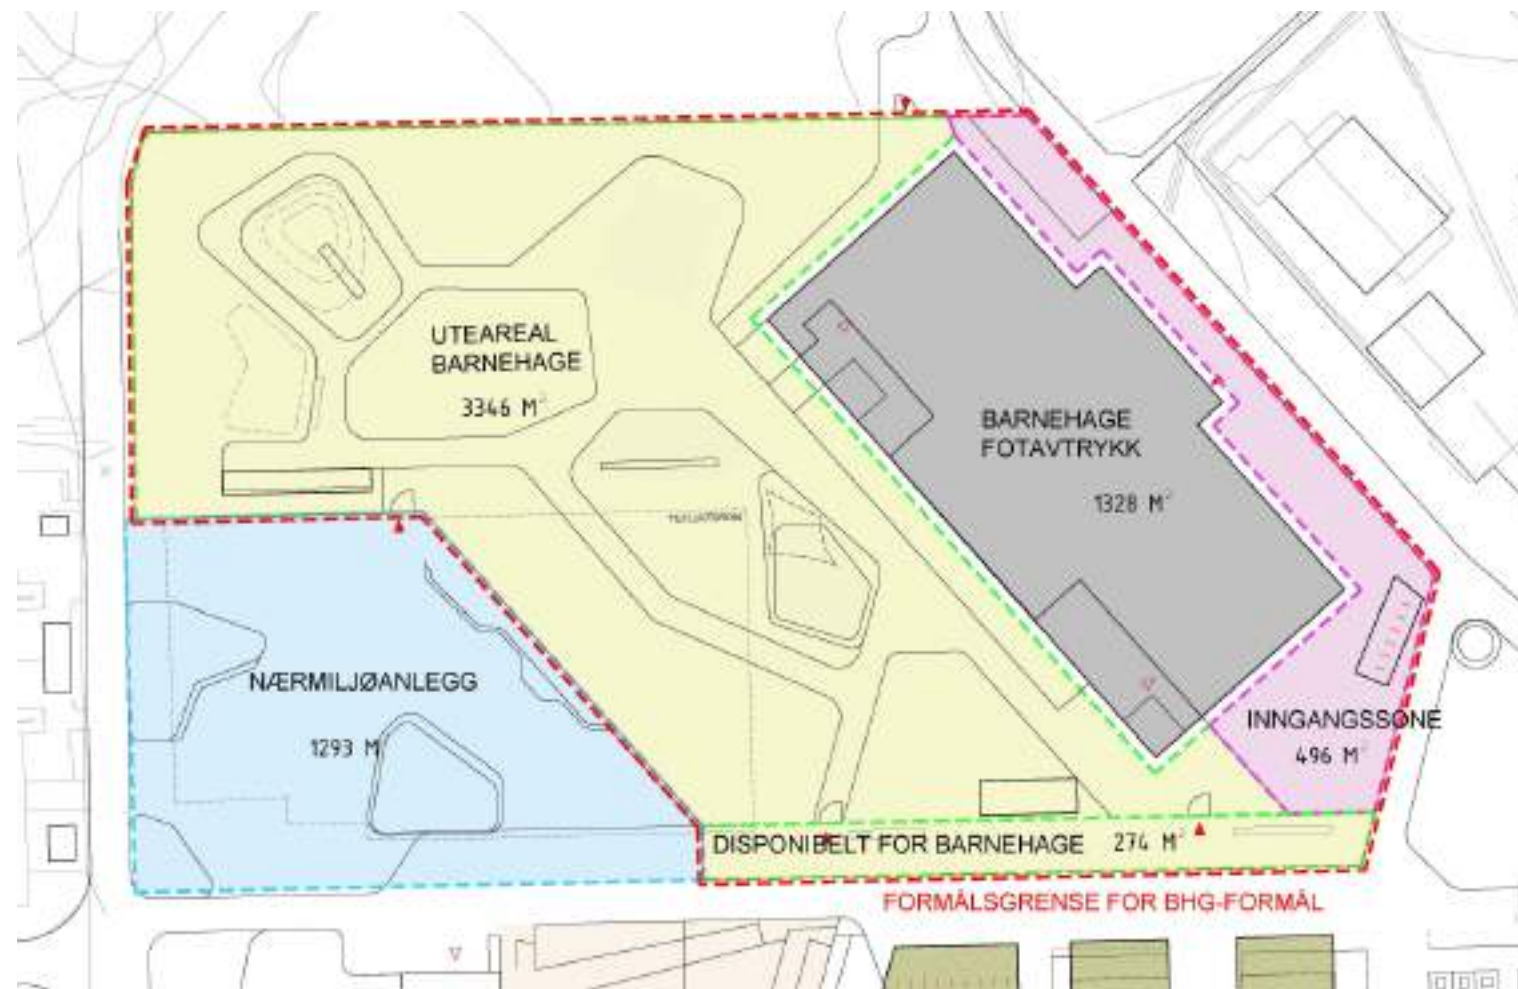 UTEAREAL
BARNEHAGE
3346 M²
BARNEHAGE
FOTAVTRYKK
1328 M²
NÆRMILJØANLEGG
1293 M
INNGANGSSONE
496 M²
DISPONIBELT FOR BARNEHAGE 274 M²
FORMÅLSGRENSE FOR BHG-FORMÅL